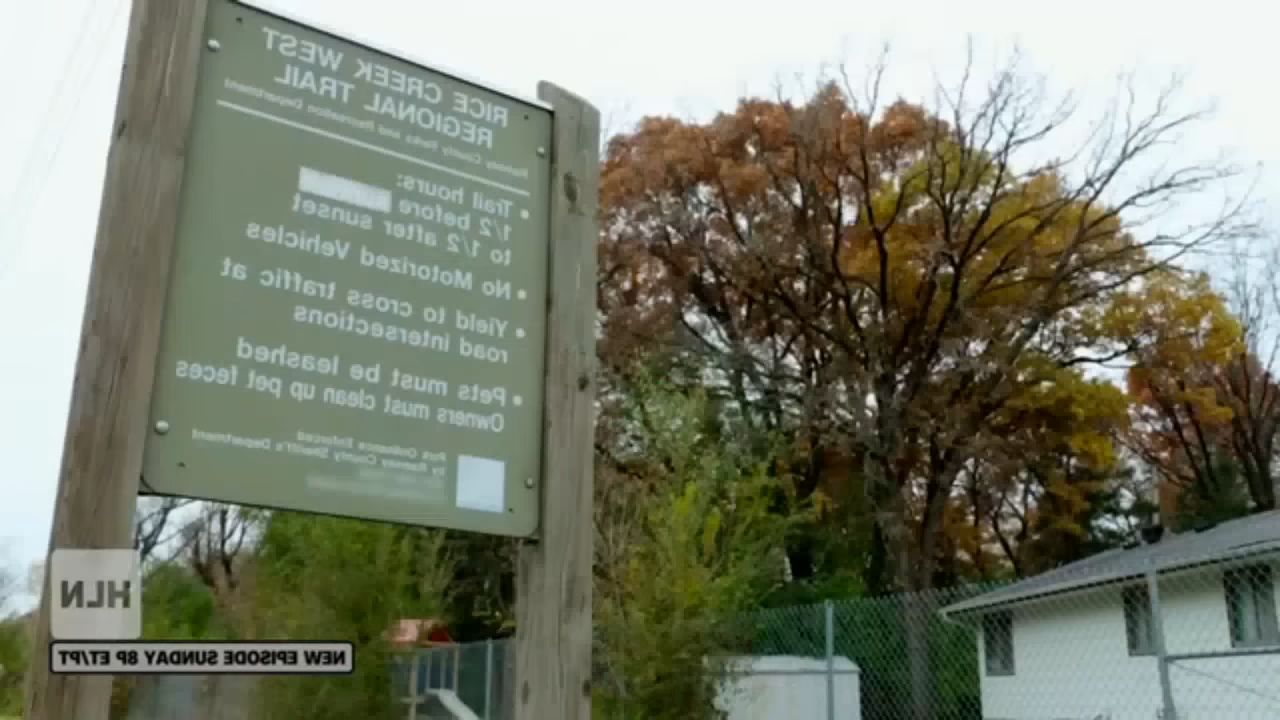 RICE CREEK WEST
REGIONAL TRAIL
Ramsey County Parks and Recreation Department
• Trail hours:
1/2 before
to 1/2 after sunset
• No Motorized Vehicles
• Yield to cross traffic at
road intersections
• Pets must be leashed
Owners must clean up pet feces
Park Ordinance Enforced
by Ramsey County Sheriff's Department
HLN
NEW EPISODE SUNDAY 8P ET/PT